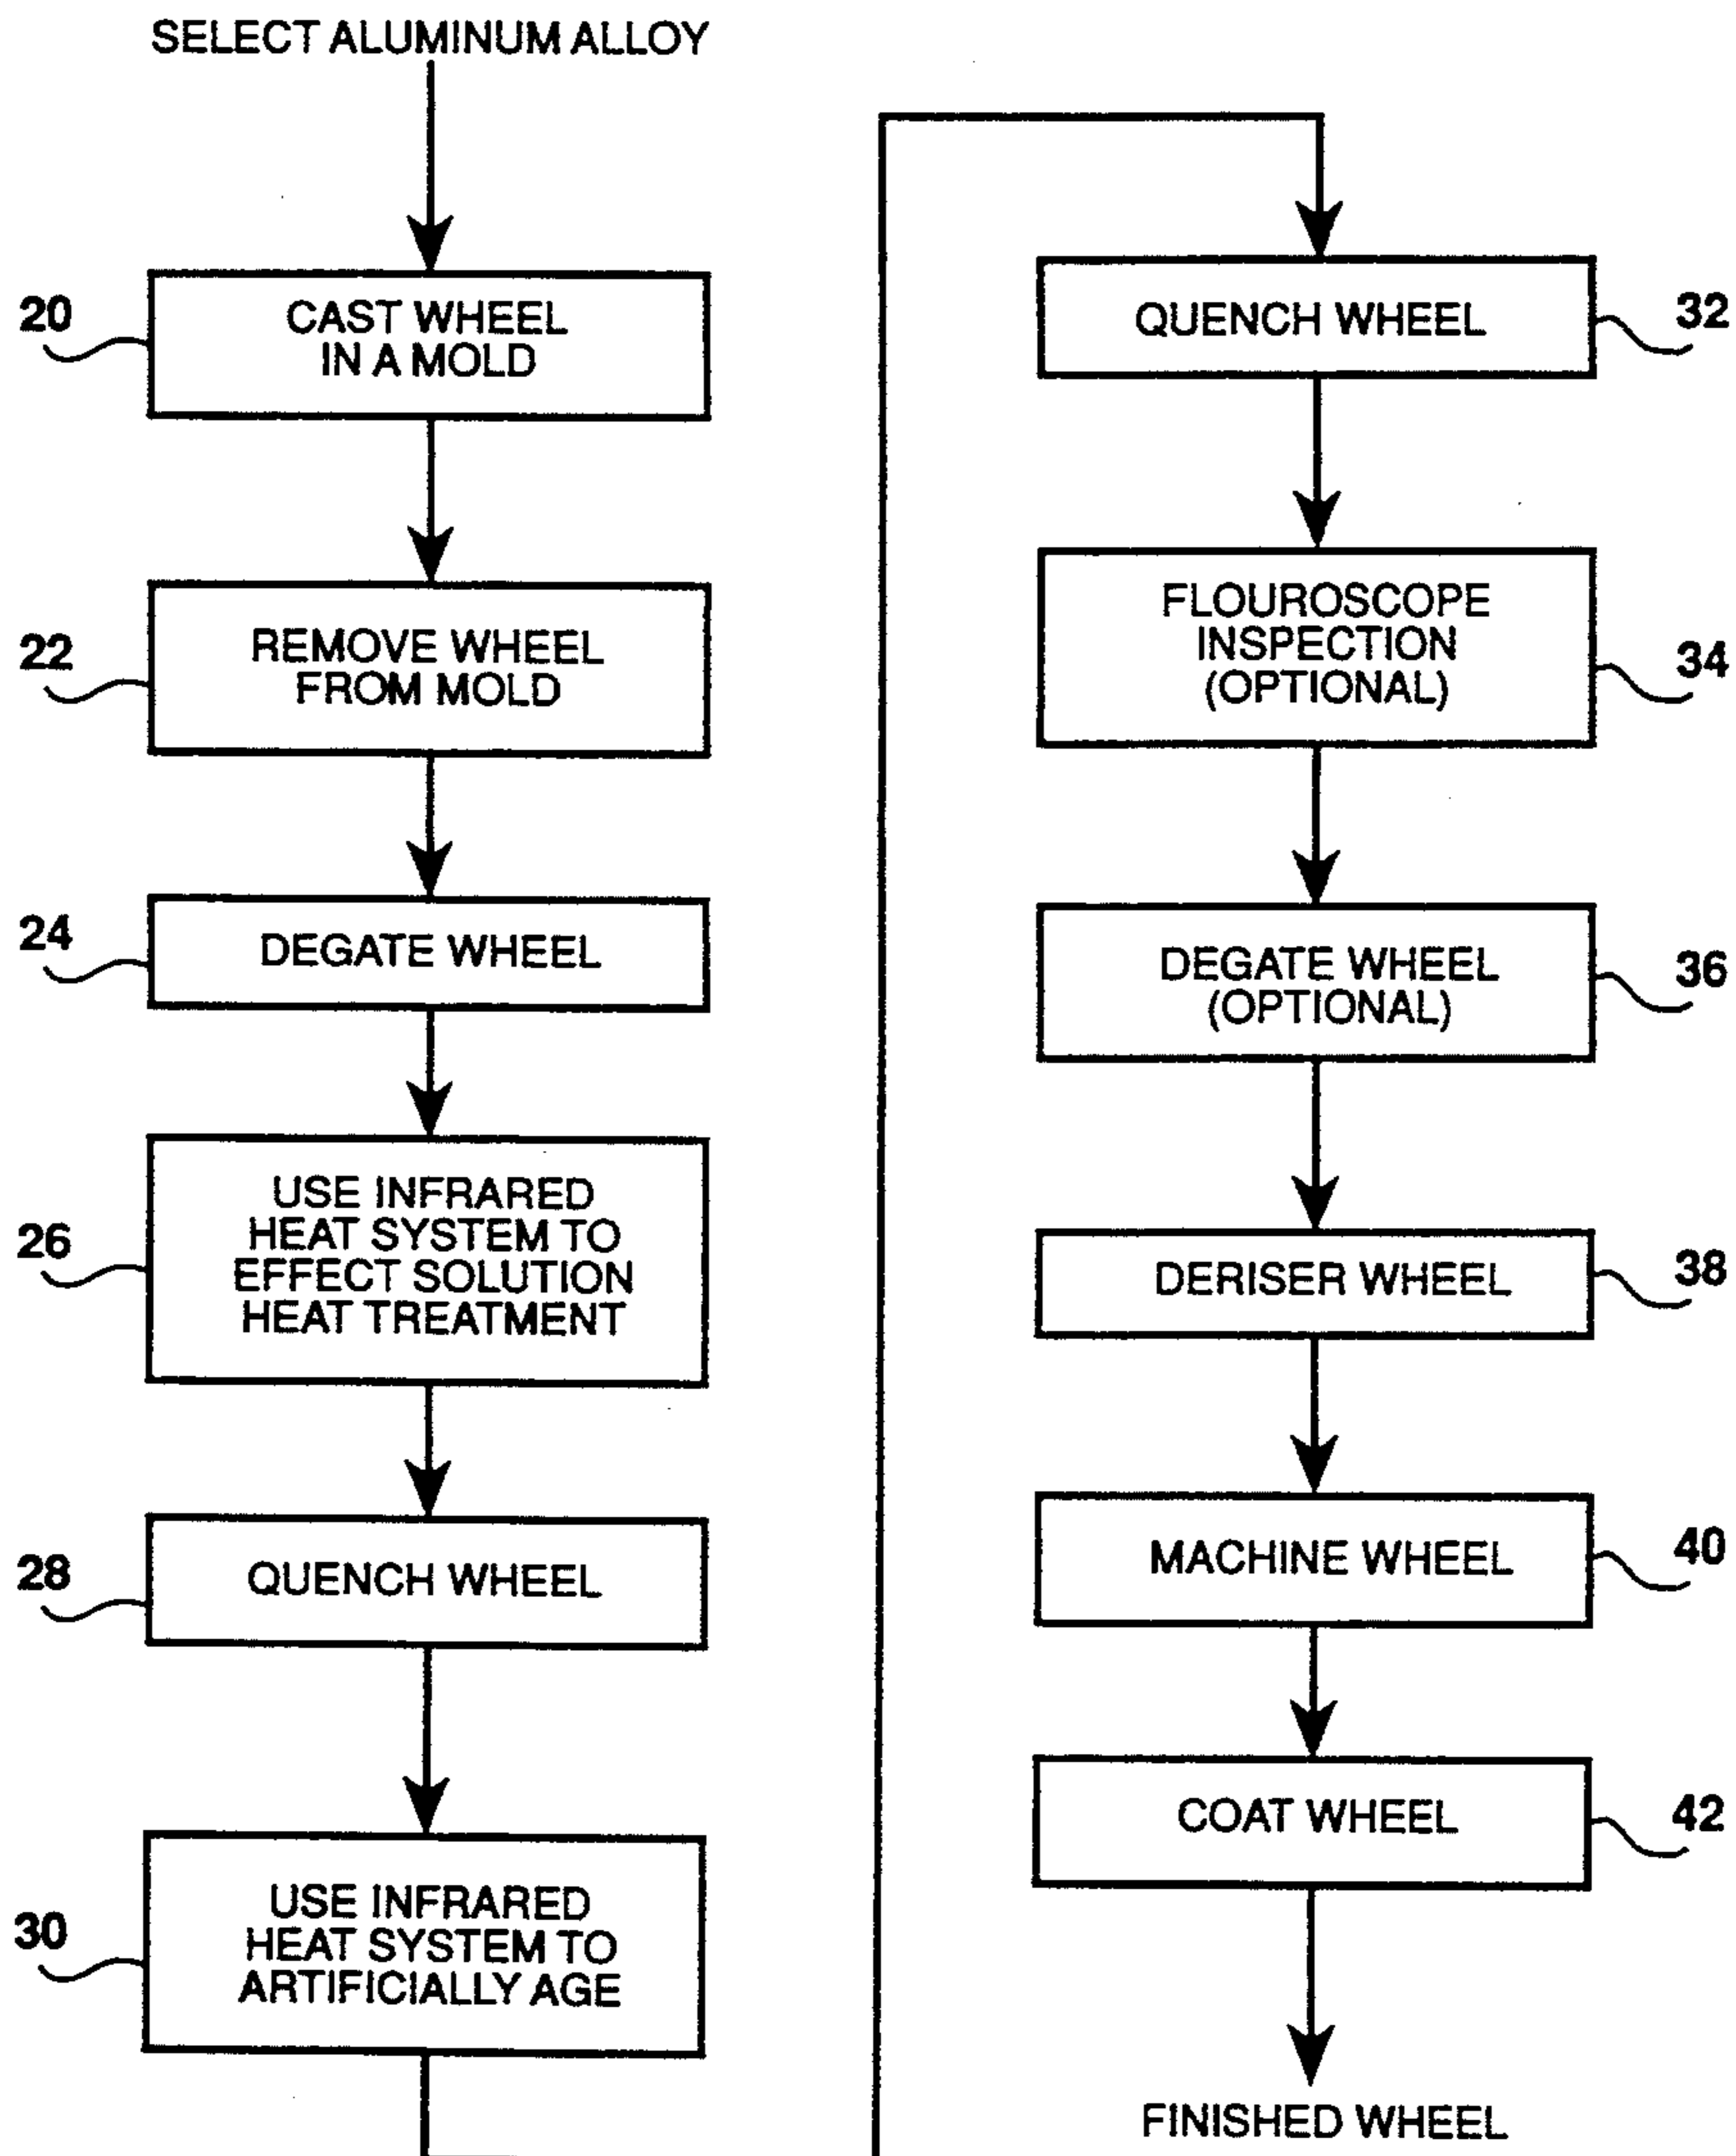 SELECT ALUMINUM ALLOY
20
CAST WHEEL
IN A MOLD
22
REMOVE WHEEL
FROM MOLD
24
DEGATE WHEEL
26
USE INFRARED
HEAT SYSTEM TO
EFFECT SOLUTION
HEAT TREATMENT
28
QUENCH WHEEL
30
USE INFRARED
HEAT SYSTEM TO
ARTIFICIALLY AGE
QUENCH WHEEL
32
FLOUROSCOPE
INSPECTION
(OPTIONAL)
34
DEGATE WHEEL
(OPTIONAL)
36
DERISER WHEEL
38
MACHINE WHEEL
40
COAT WHEEL
42
FINISHED WHEEL